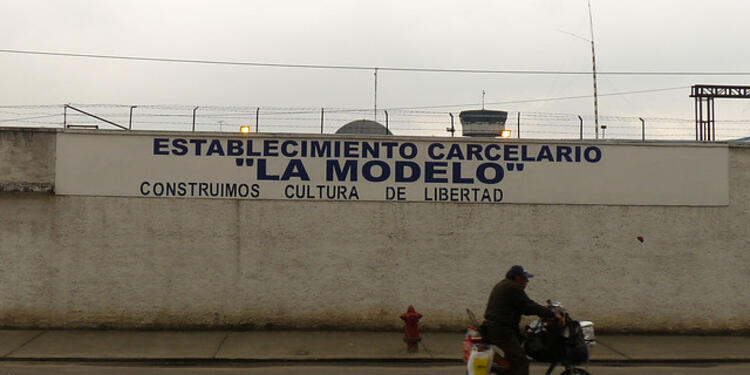 ESTABLECIMIENTO CARCELARIO
"LA MODELO"
CONSTRUIMOS CULTURA DE LIBERTAD